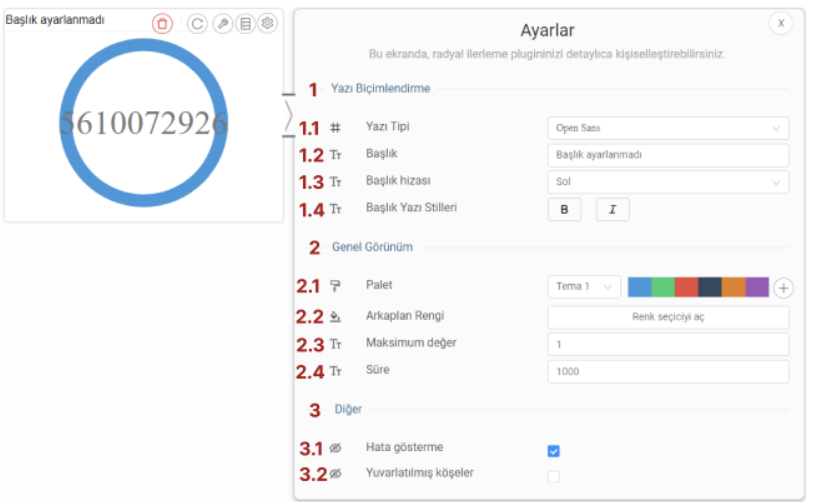 Başlık ayarlanmadı
5610072926
Ayarlar
X
Bu ekranda, radyal ilerleme plugininizi detaylıca kişiselleştirebilirsiniz.
1 Yazı Biçimlendirme
1.1 # Yazı Tipi Open Sans
1.2 Tт Başlık Başlık ayarlanmadı
1.3 Tт Başlık hizası Sol
1.4 Tт Başlık Yazı Stilleri B I
2 Genel Görünüm
2.1 Palet Tema 1 +
2.2 Arkaplan Rengi Renk seçiciyi aç
2.3 Tт Maksimum değer 1
2.4 Tт Süre 1000
3 Diğer
3.1 Hata gösterme
3.2 Yuvarlatılmış köşeler